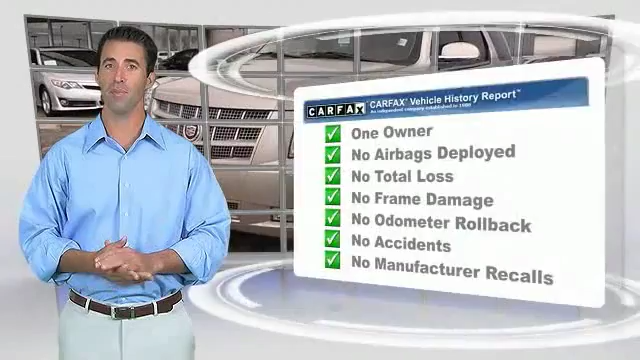 CARFAX CARFAX® Vehicle History Report™
An independent company established in 1986
One Owner
No Airbags Deployed
No Total Loss
No Frame Damage
No Odometer Rollback
No Accidents
No Manufacturer Recalls